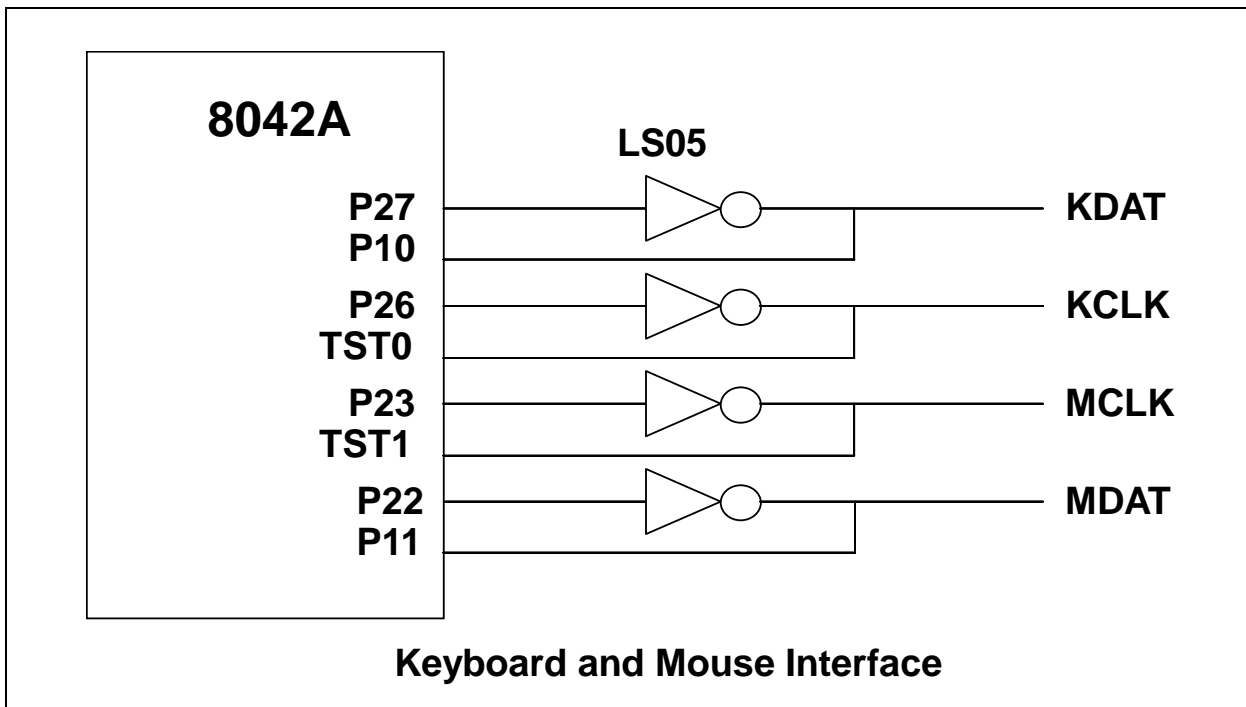 8042A
LS05
P27
KDAT
P10
P26
KCLK
TST0
P23
MCLK
TST1
P22
MDAT
P11
Keyboard and Mouse Interface